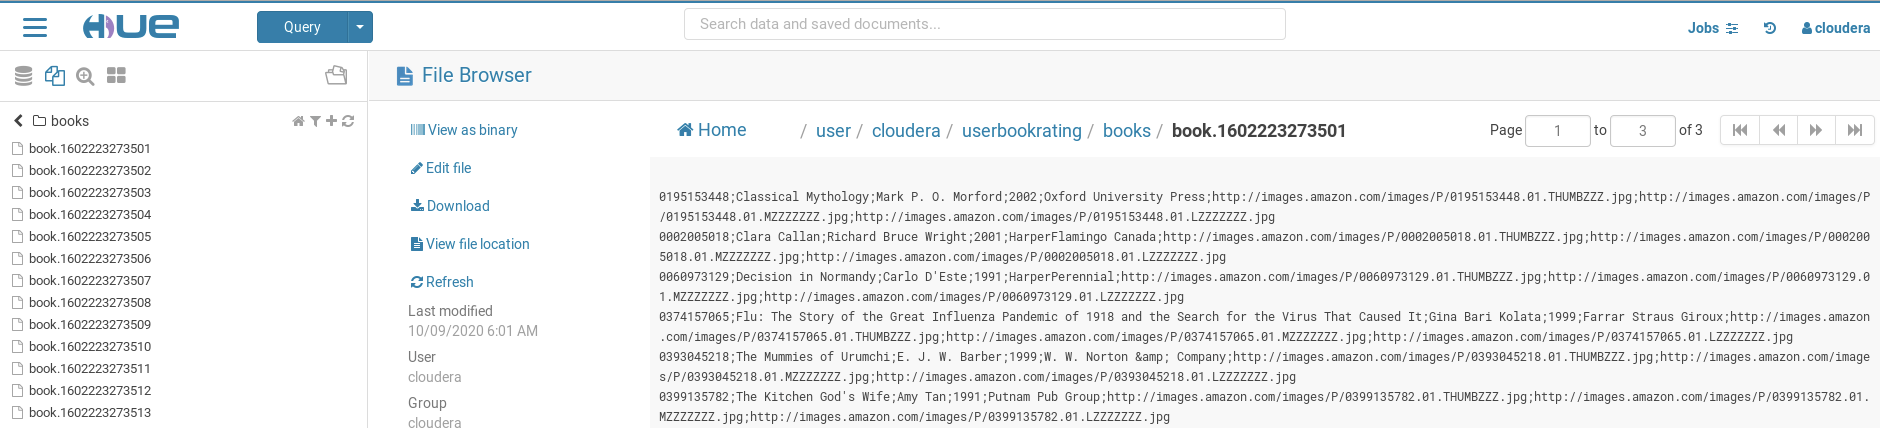 HUE
Query
Search data and saved documents...
Jobs
cloudera
File Browser
books
book.1602223273501
book.1602223273502
book.1602223273503
book.1602223273504
book.1602223273505
book.1602223273506
book.1602223273507
book.1602223273508
book.1602223273509
book.1602223273510
book.1602223273511
book.1602223273512
book.1602223273513
View as binary
Edit file
Download
View file location
Refresh
Last modified
10/09/2020 6:01 AM
User
cloudera
Group
cloudera
Home / user / cloudera / userbookrating / books / book.1602223273501
Page 1 to 3 of 3
0195153448;Classical Mythology;Mark P. O. Morford;2002;Oxford University Press;http://images.amazon.com/images/P/0195153448.01.THUMBZZZ.jpg;http://images.amazon.com/images/P
/0195153448.01.MZZZZZZZ.jpg;http://images.amazon.com/images/P/0195153448.01.LZZZZZZZ.jpg
0002005018;Clara Callan;Richard Bruce Wright;2001;HarperFlamingo Canada;http://images.amazon.com/images/P/0002005018.01.THUMBZZZ.jpg;http://images.amazon.com/images/P/000200
5018.01.MZZZZZZZ.jpg;http://images.amazon.com/images/P/0002005018.01.LZZZZZZZ.jpg
0060973129;Decision in Normandy;Carlo D'Este;1991;HarperPerennial;http://images.amazon.com/images/P/0060973129.01.THUMBZZZ.jpg;http://images.amazon.com/images/P/0060973129.0
1.MZZZZZZZ.jpg;http://images.amazon.com/images/P/0060973129.01.LZZZZZZZ.jpg
0374157065;Flu: The Story of the Great Influenza Pandemic of 1918 and the Search for the Virus That Caused It;Gina Bari Kolata;1999;Farrar Straus Giroux;http://images.amazon
.com/images/P/0374157065.01.THUMBZZZ.jpg;http://images.amazon.com/images/P/0374157065.01.MZZZZZZZ.jpg;http://images.amazon.com/images/P/0374157065.01.LZZZZZZZ.jpg
0393045218;The Mummies of Urumchi;E. J. W. Barber;1999;W. W. Norton &amp; Company;http://images.amazon.com/images/P/0393045218.01.THUMBZZZ.jpg;http://images.amazon.com/image
s/P/0393045218.01.MZZZZZZZ.jpg;http://images.amazon.com/images/P/0393045218.01.LZZZZZZZ.jpg
0399135782;The Kitchen God's Wife;Amy Tan;1991;Putnam Pub Group;http://images.amazon.com/images/P/0399135782.01.THUMBZZZ.jpg;http://images.amazon.com/images/P/0399135782.01.
MZZZZZZZ.jpg;http://images.amazon.com/images/P/0399135782.01.LZZZZZZZ.jpg